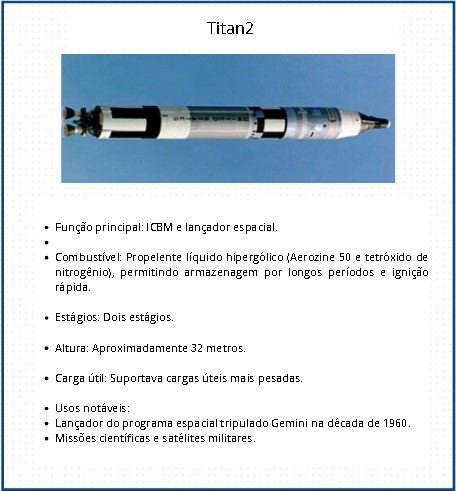 Titan2
UNITED STATES
Função principal: ICBM e lançador espacial.
Combustível: Propelente líquido hipergólico (Aerozine 50 e tetróxido de
nitrogênio), permitindo armazenagem por longos períodos e ignição
rápida.
Estágios: Dois estágios.
Altura: Aproximadamente 32 metros.
Carga útil: Suportava cargas úteis mais pesadas.
Usos notáveis:
Lançador do programa espacial tripulado Gemini na década de 1960.
Missões científicas e satélites militares.